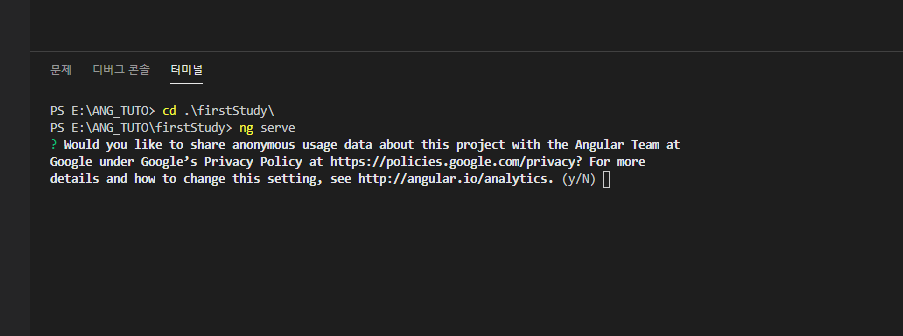 문제 디버그 콘솔 터미널
PS E:\ANG_TUTO> cd .\firstStudy\
PS E:\ANG_TUTO\firstStudy> ng serve
? Would you like to share anonymous usage data about this project with the Angular Team at
Google under Google’s Privacy Policy at https://policies.google.com/privacy? For more
details and how to change this setting, see http://angular.io/analytics. (y/N)